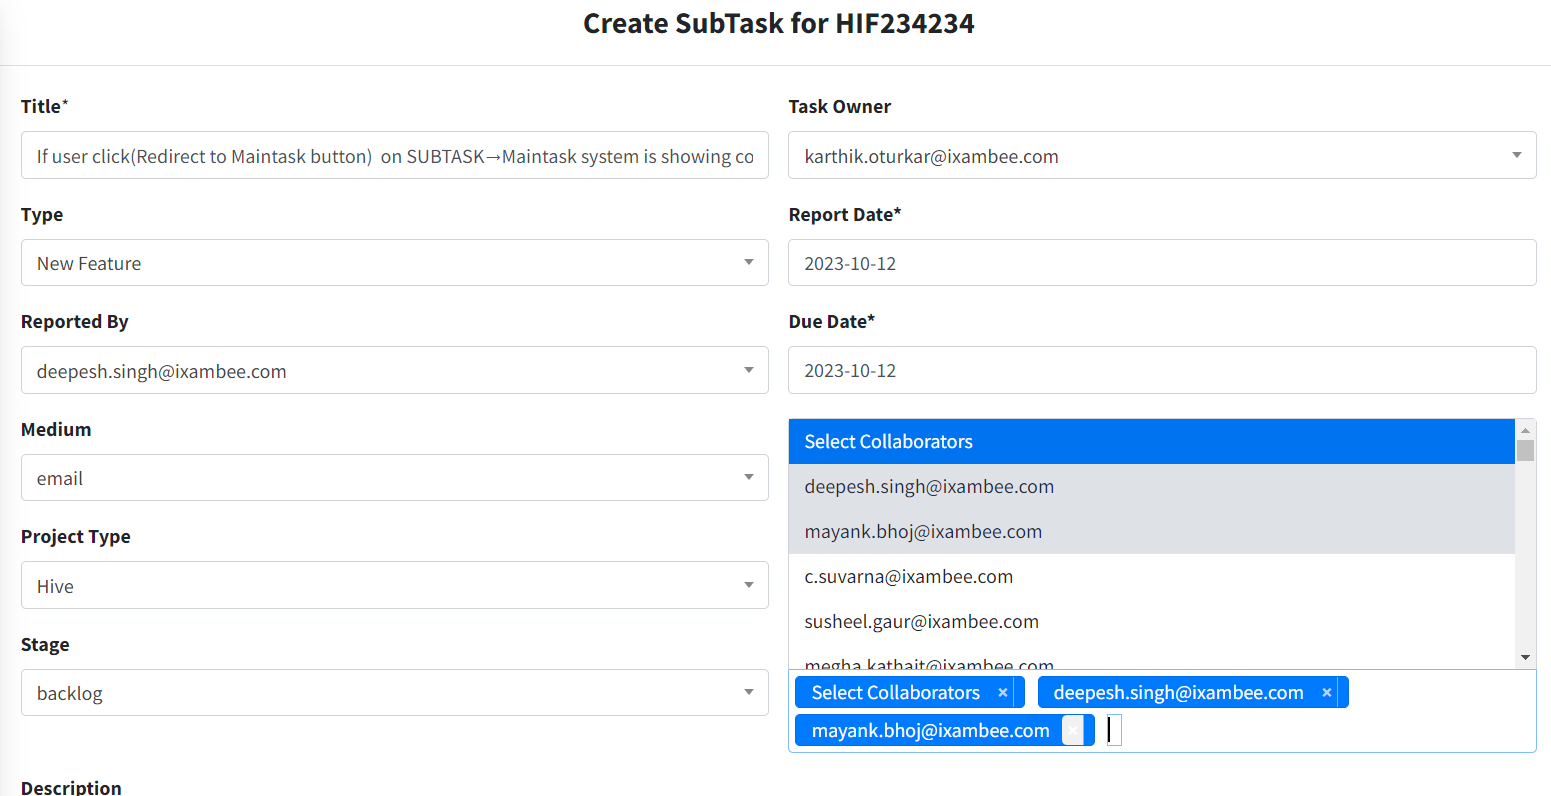 Create SubTask for HIF234234
Title*
If user click(Redirect to Maintask button)  on SUBTASK→Maintask system is showing co
Task Owner
karthik.oturkar@ixambee.com
Type
New Feature
Report Date*
2023-10-12
Reported By
deepesh.singh@ixambee.com
Due Date*
2023-10-12
Medium
email
Project Type
Hive
Stage
backlog
Select Collaborators
deepesh.singh@ixambee.com
mayank.bhoj@ixambee.com
c.suvarna@ixambee.com
susheel.gaur@ixambee.com
megha.kathait@ixambee.com
Select Collaborators × deepesh.singh@ixambee.com ×
mayank.bhoj@ixambee.com ×
Description